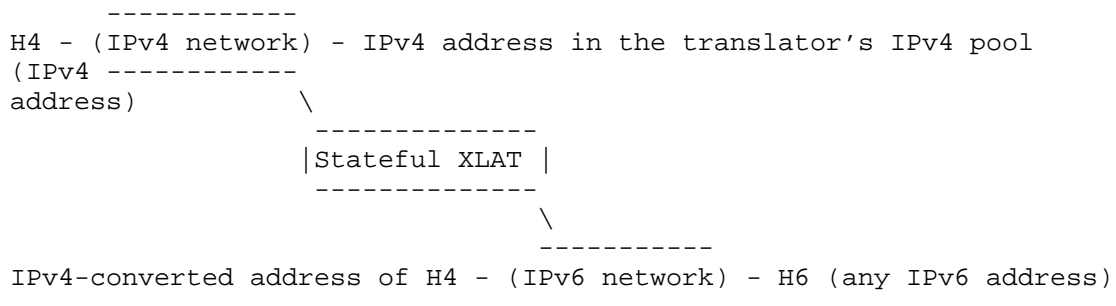 ------------
H4 - (IPv4 network) - IPv4 address in the translator's IPv4 pool
(IPv4 ------------
address)          \
--------------
|Stateful XLAT |
--------------
\
-----------
IPv4-converted address of H4 - (IPv6 network) - H6 (any IPv6 address)